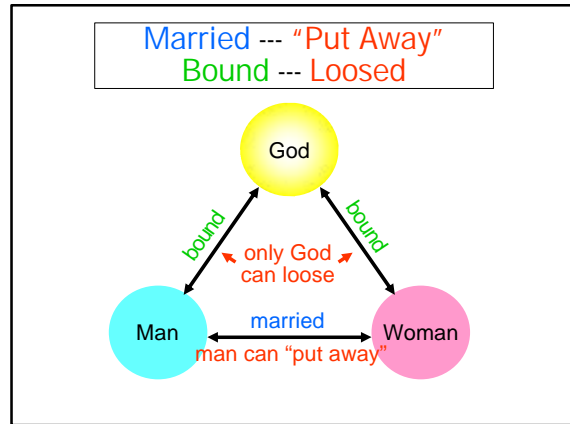 Married --- “Put Away”
Bound --- Loosed
God
bound
bound
only God
can loose
married
Man
Woman
man can “put away”